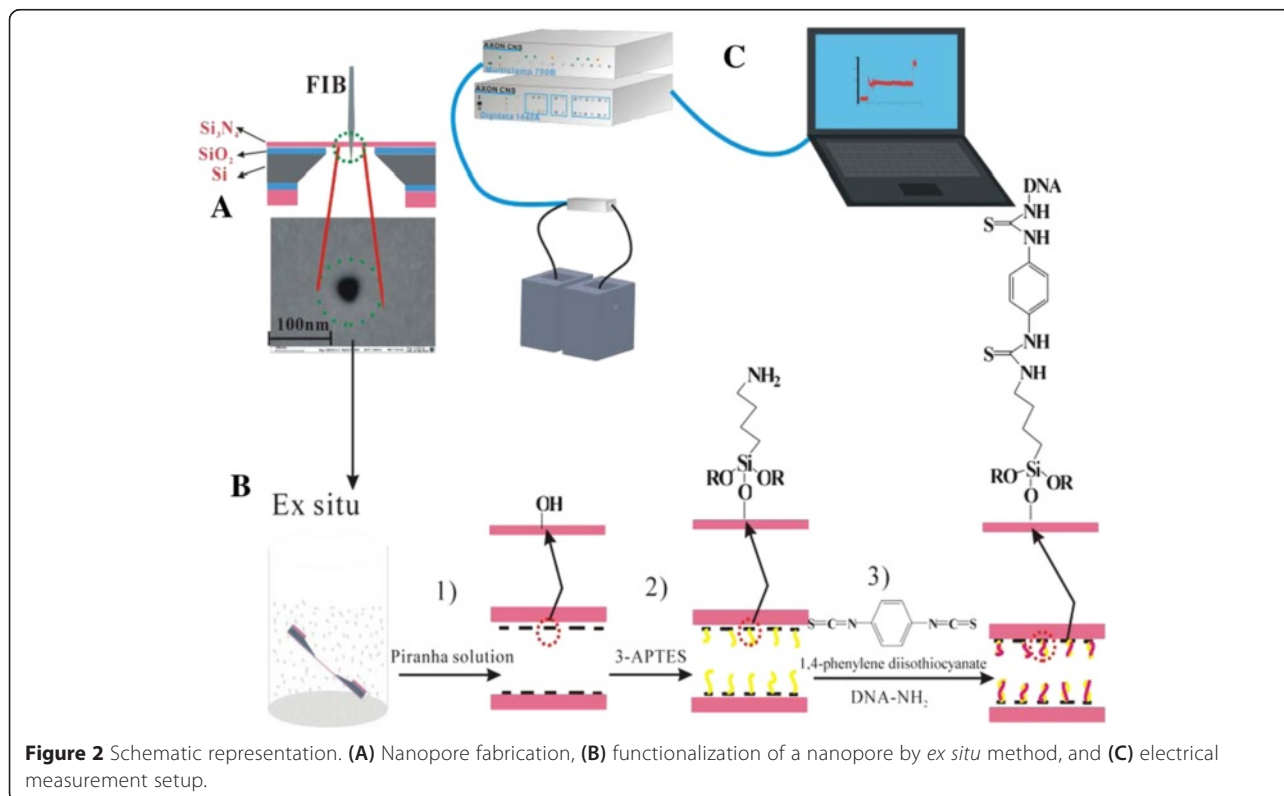 FIB
Si₃N₄
SiO₂
Si
A
100nm
AXON CNS
Multiclamp 700B
AXON CNS
Digidata 1440A
C
DNA
NH
S
NH
NH
S
NH
Si
RO
OR
O
B
Ex situ
OH
NH₂
Si
RO
OR
O
1)
Piranha solution
2)
3-APTES
3)
S=C=N
N=C=S
1,4-phenylene diisothiocyanate
DNA-NH₂
Figure 2 Schematic representation. (A) Nanopore fabrication, (B) functionalization of a nanopore by ex situ method, and (C) electrical
measurement setup.